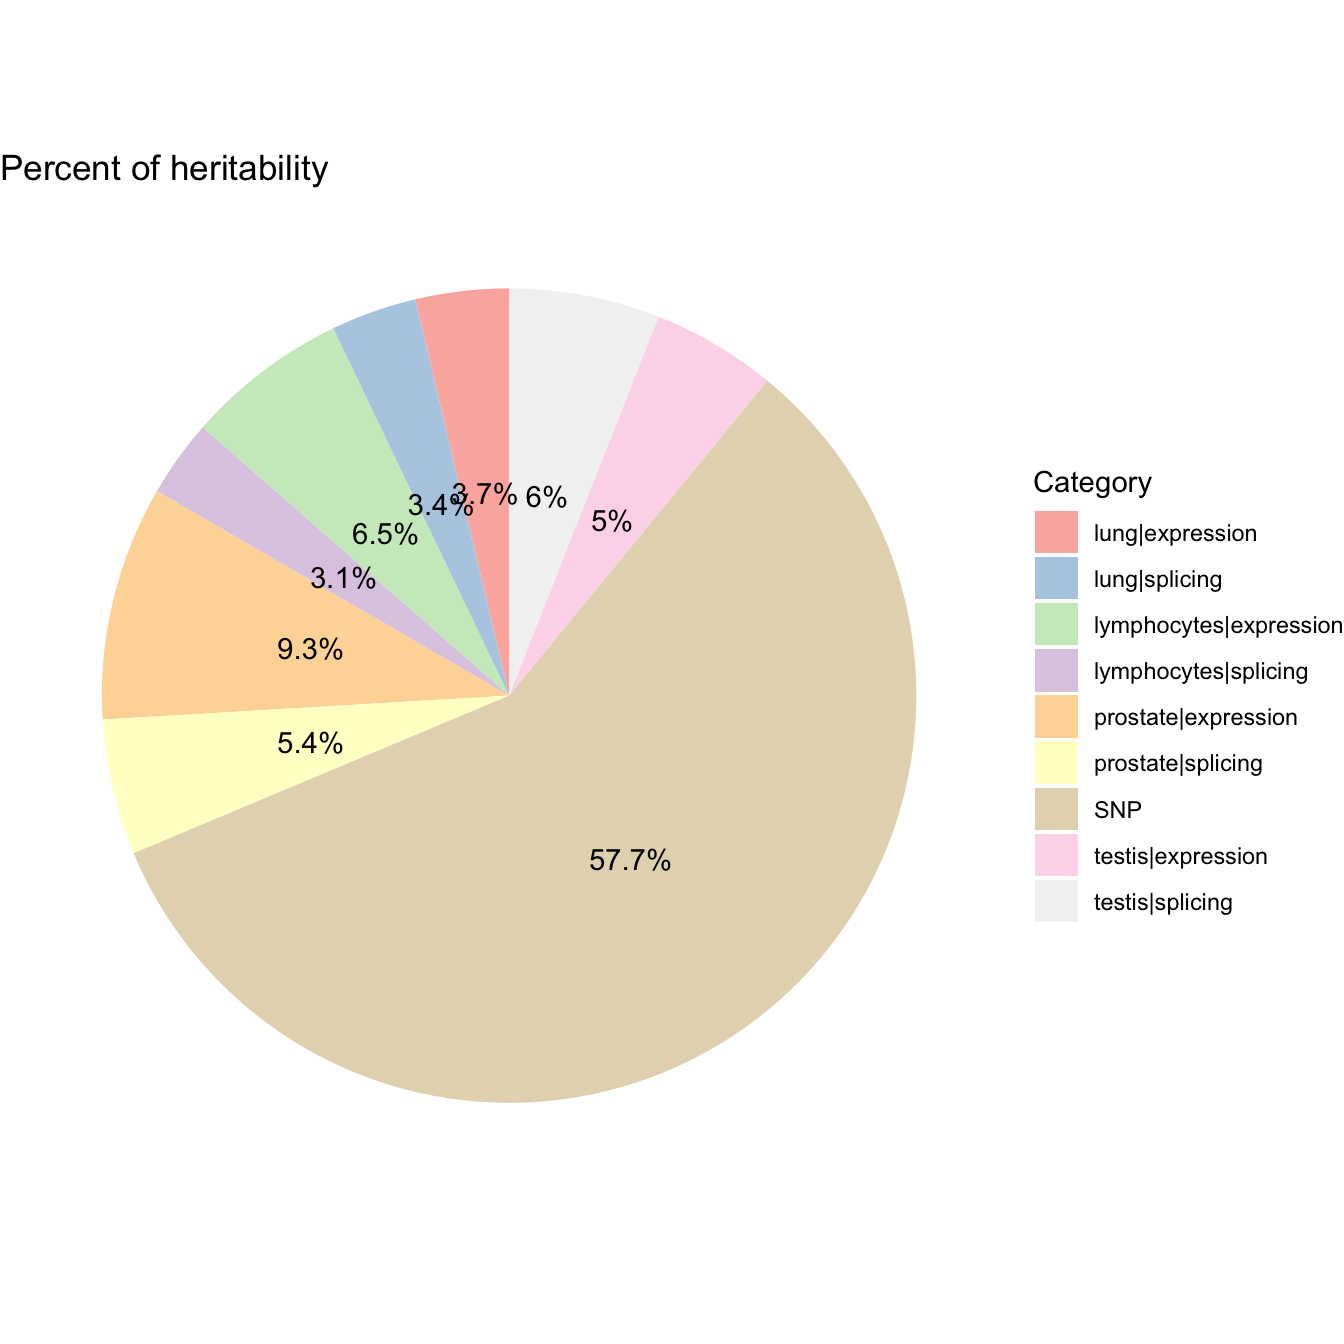 Percent of heritability
3.7%
6%
3.4%
5%
6.5%
3.1%
9.3%
5.4%
57.7%
Category
lung|expression
lung|splicing
lymphocytes|expression
lymphocytes|splicing
prostate|expression
prostate|splicing
SNP
testis|expression
testis|splicing